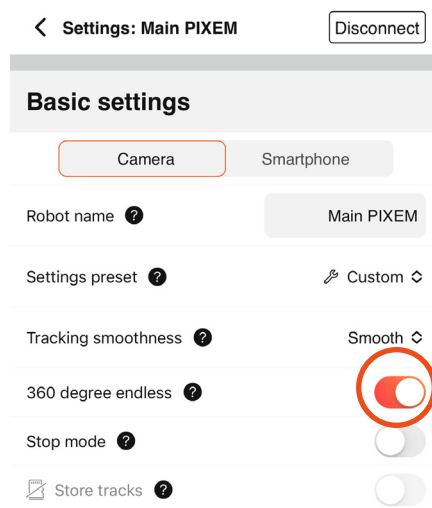 Settings: Main PIXEM Disconnect
Basic settings
Camera Smartphone
Robot name ? Main PIXEM
Settings preset ? Custom
Tracking smoothness ? Smooth
360 degree endless ?
Stop mode ?
Store tracks ?